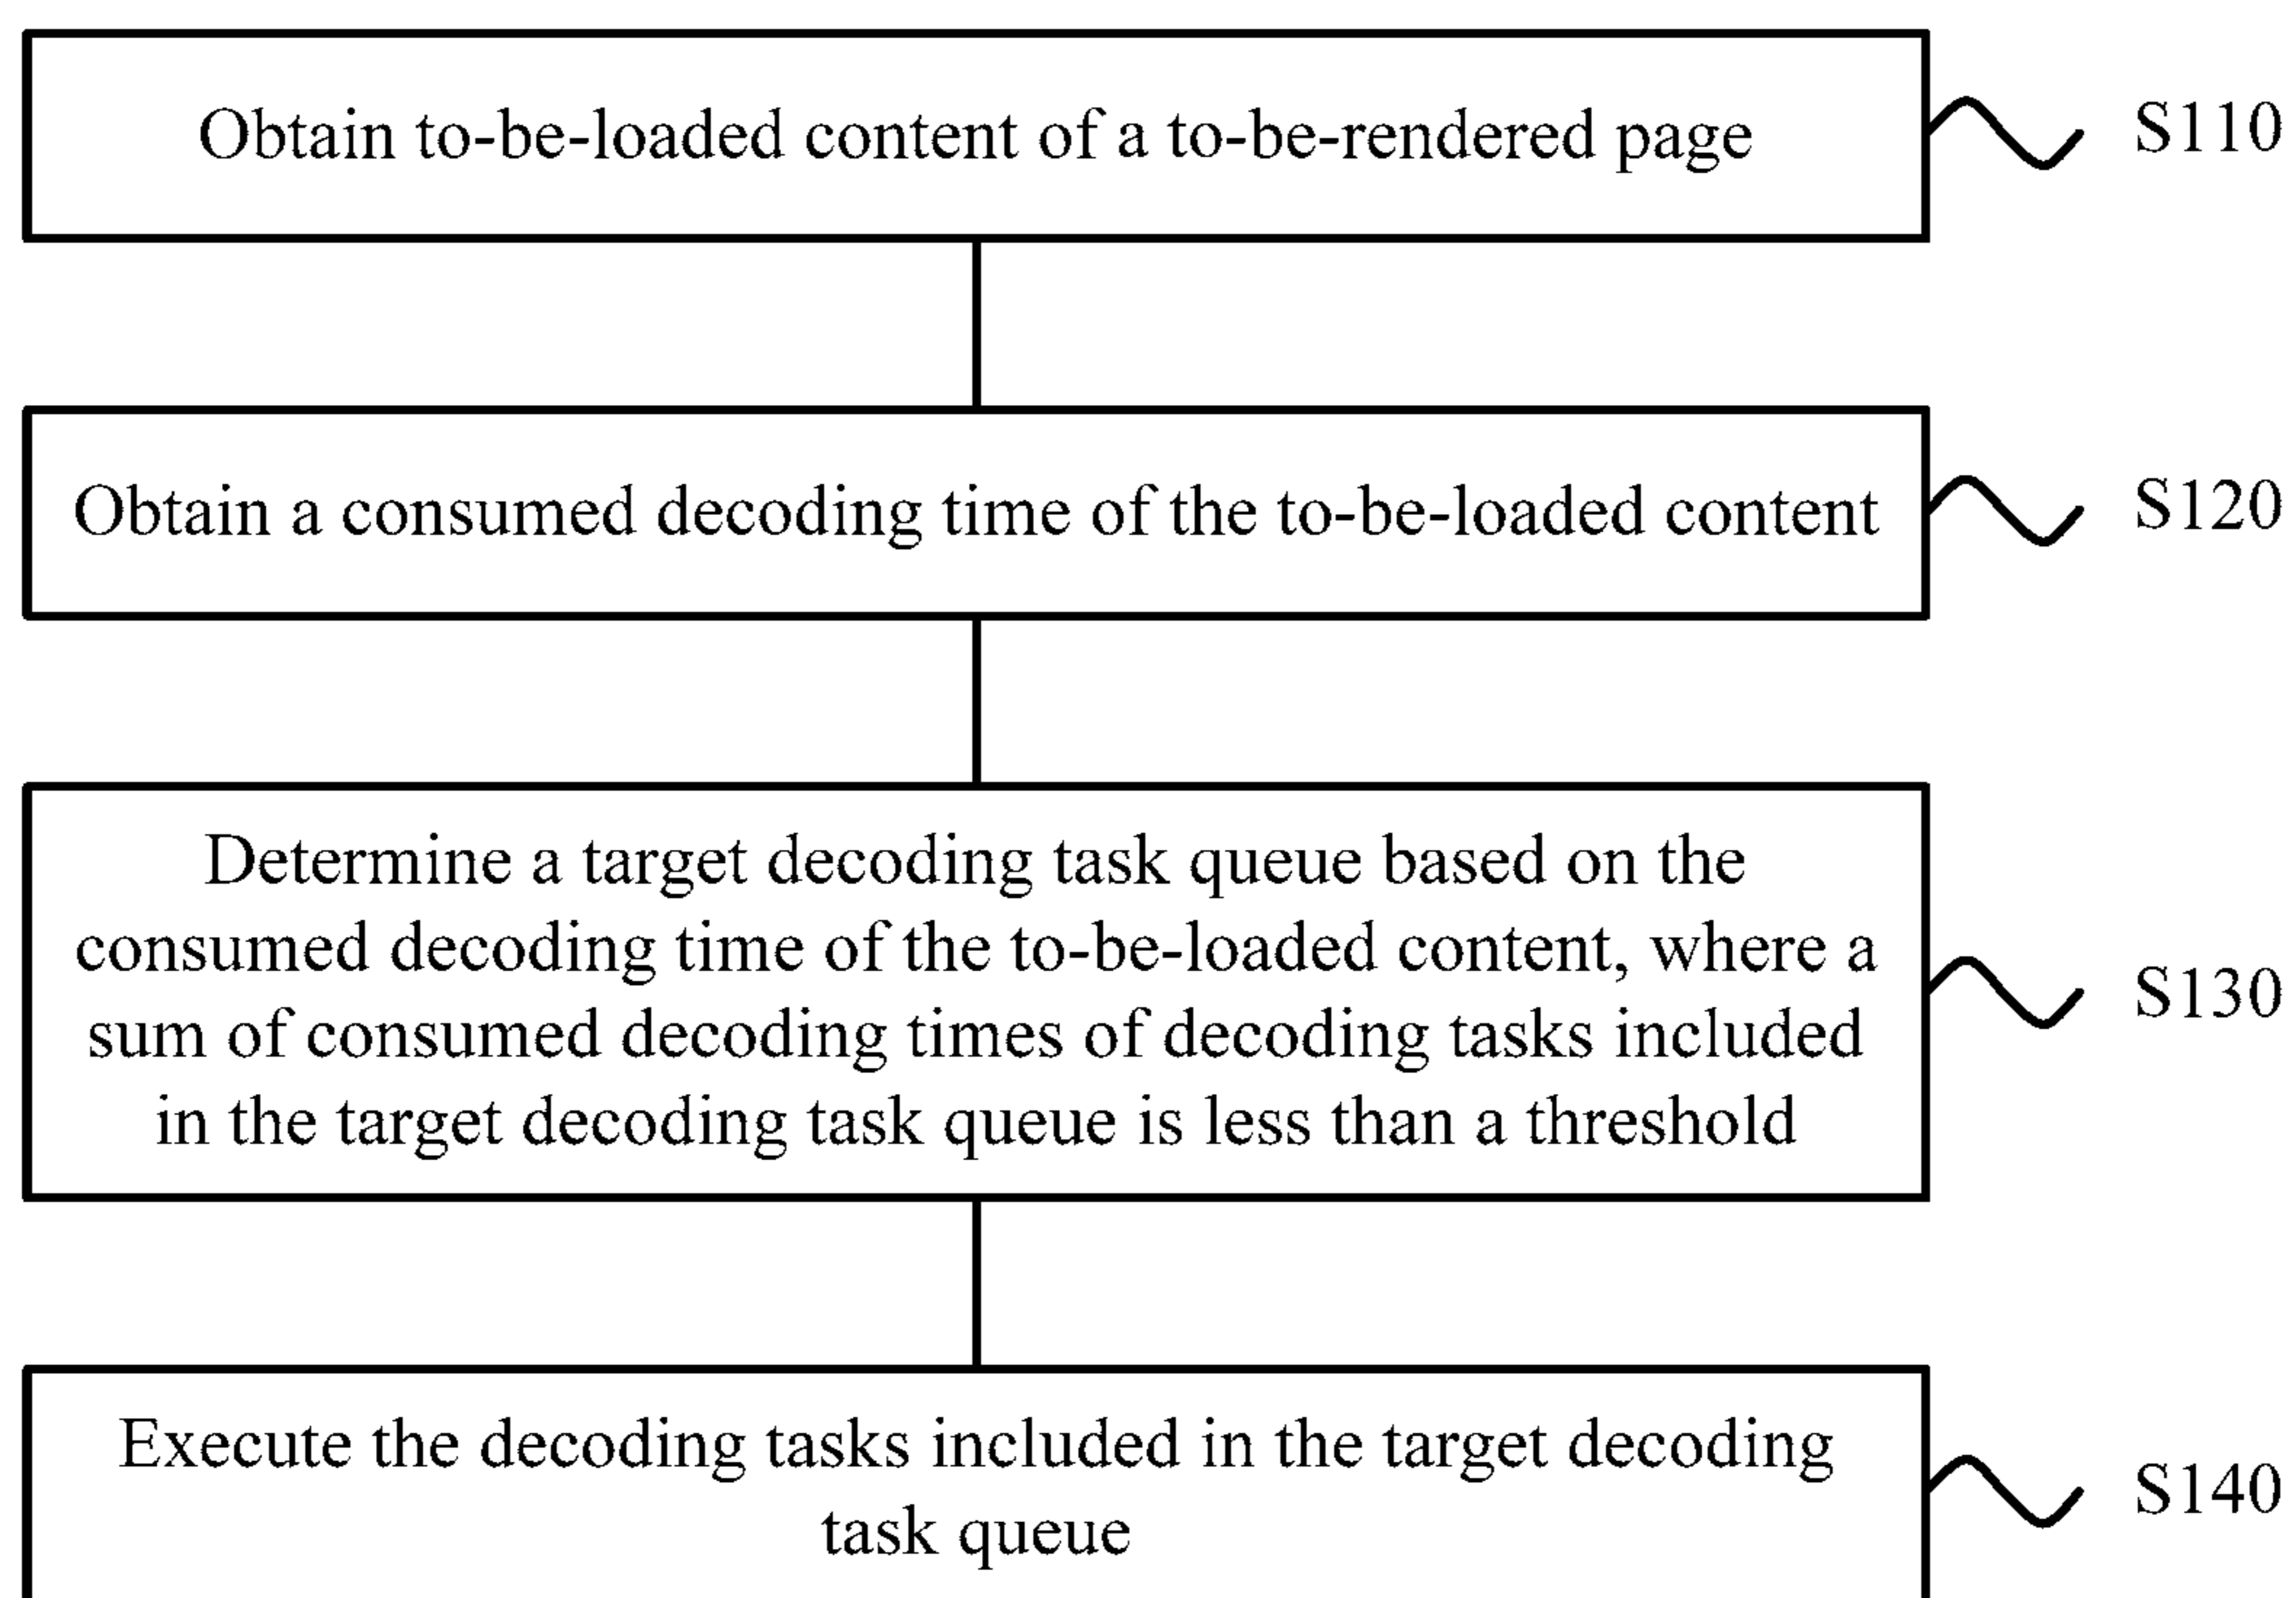 Obtain to-be-loaded content of a to-be-rendered page
S110
Obtain a consumed decoding time of the to-be-loaded content
S120
Determine a target decoding task queue based on the
consumed decoding time of the to-be-loaded content, where a
sum of consumed decoding times of decoding tasks included
in the target decoding task queue is less than a threshold
S130
Execute the decoding tasks included in the target decoding
task queue
S140